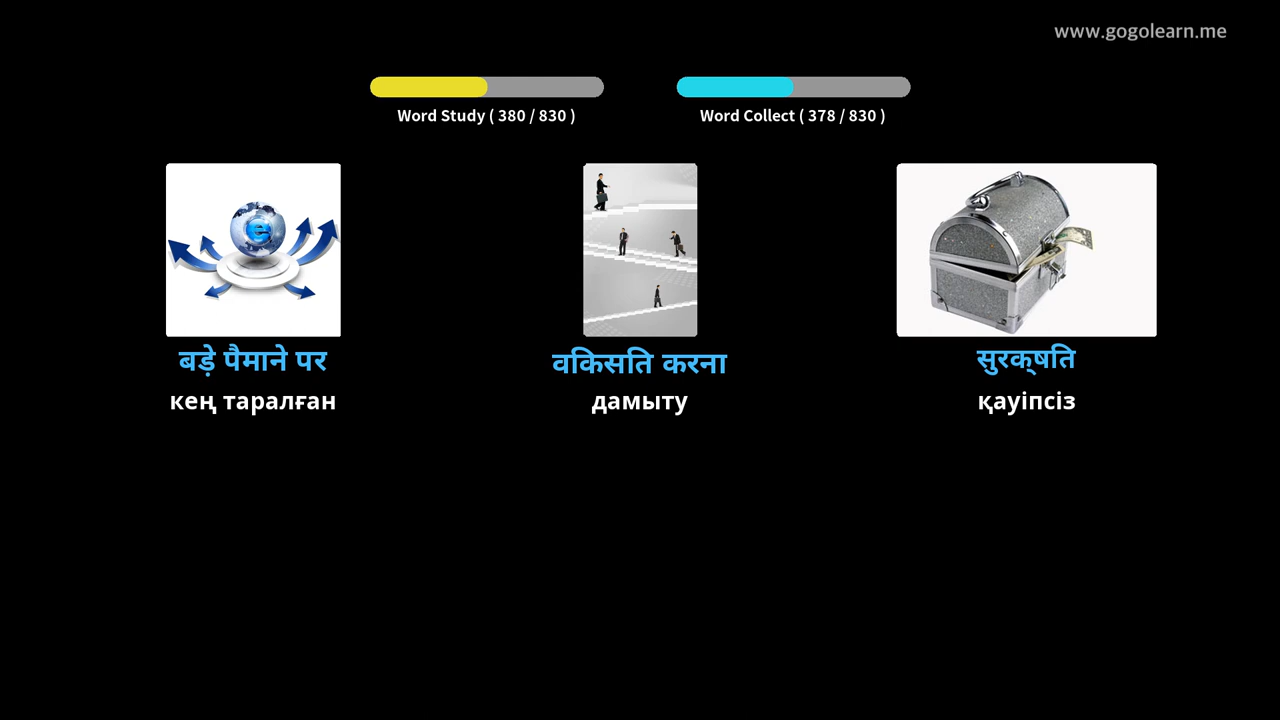 www.gogolearn.me
Word Study ( 380 / 830 )
Word Collect ( 378 / 830 )
बड़े पैमाने पर
वकिसति करना
सुरक्षति
кең таралған
дамыту
қауіпсіз